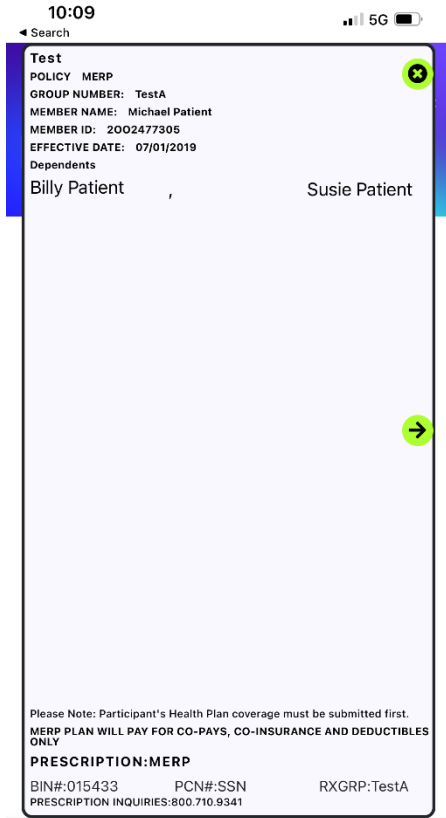 10:09
5G
◀ Search
Test
POLICY MERP
GROUP NUMBER: TestA
MEMBER NAME: Michael Patient
MEMBER ID: 2OO2477305
EFFECTIVE DATE: 07/01/2019
Dependents
Billy Patient , Susie Patient
Please Note: Participant's Health Plan coverage must be submitted first.
MERP PLAN WILL PAY FOR CO-PAYS, CO-INSURANCE AND DEDUCTIBLES
ONLY
PRESCRIPTION:MERP
BIN#:015433 PCN#:SSN RXGRP:TestA
PRESCRIPTION INQUIRIES:800.710.9341